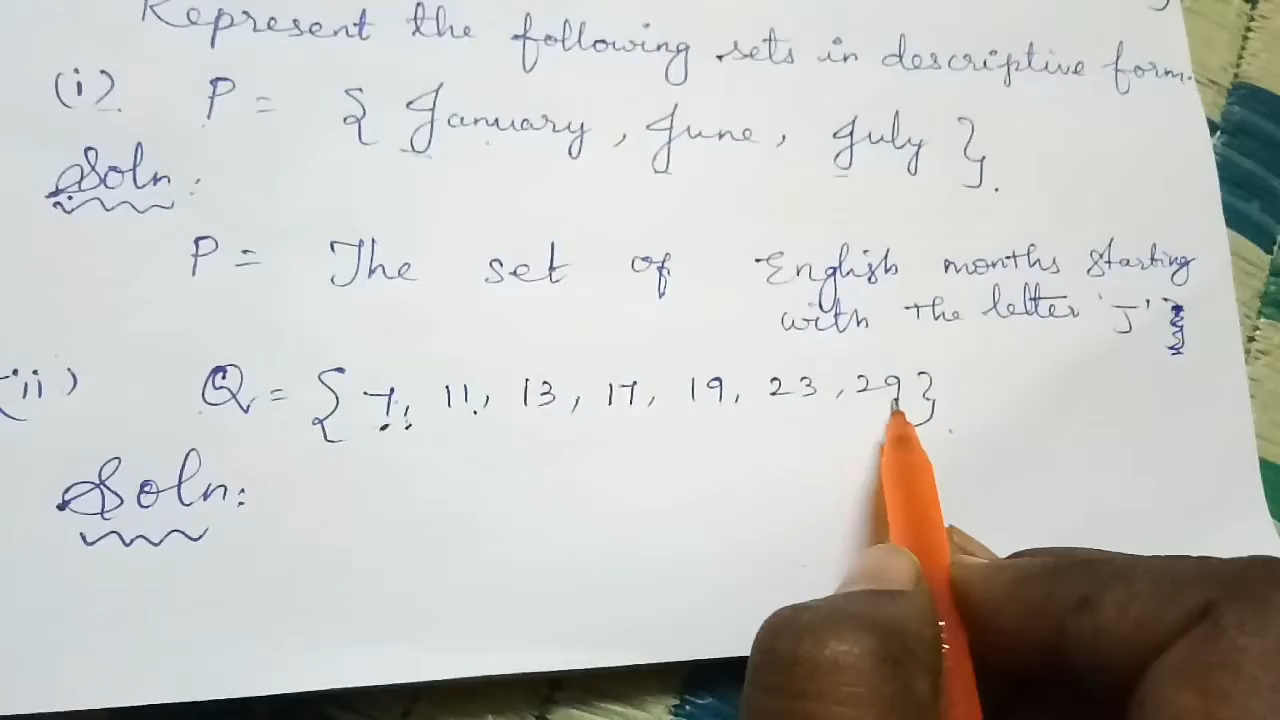 Represent the following sets in descriptive form.
(i) P = { January, June, July }.
Soln:
P = The set of English months starting
with the letter 'J'
(ii) Q = { 7, 11, 13, 17, 19, 23, 29 }.
Soln: